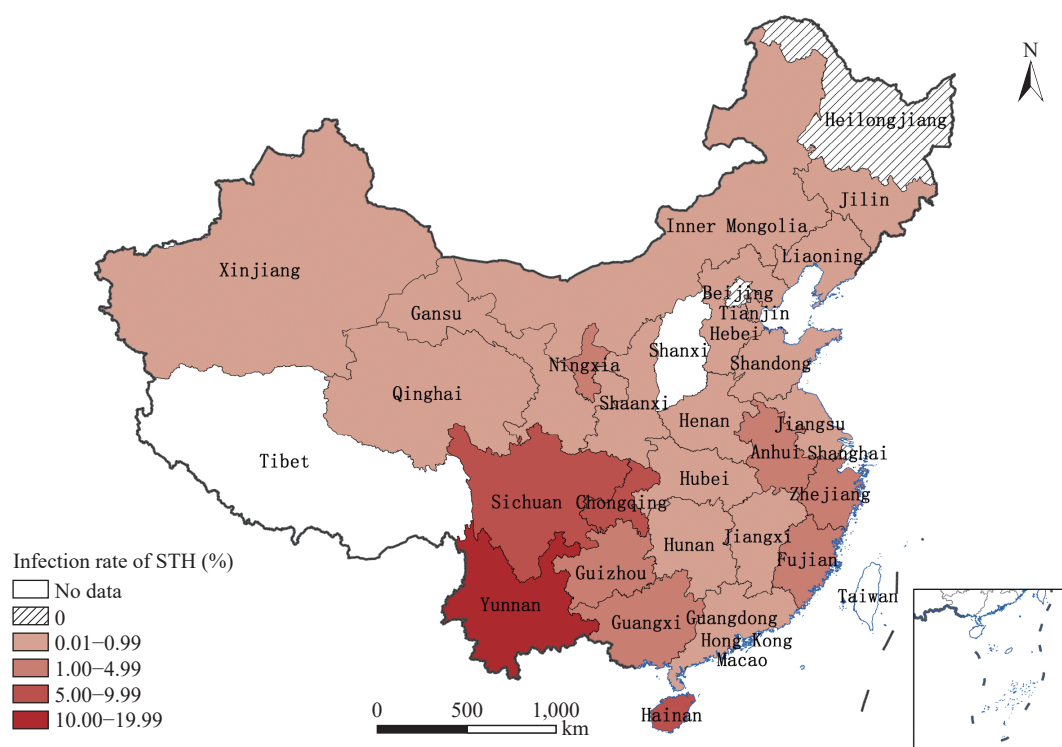 N
Heilongjiang
Jilin
Inner Mongolia
Liaoning
Xinjiang
Beijing
Gansu
Tianjin
Hebei
Shanxi
Ningxia
Shandong
Qinghai
Shaanxi
Henan
Jiangsu
Anhui
Shanghai
Tibet
Hubei
Sichuan
Chongqing
Zhejiang
Hunan
Jiangxi
Fujian
Guizhou
Taiwan
Yunnan
Guangxi
Guangdong
Hong Kong
Macao
Hainan
Infection rate of STH (%)
No data
0
0.01−0.99
1.00−4.99
5.00−9.99
10.00−19.99
0 500 1,000
km